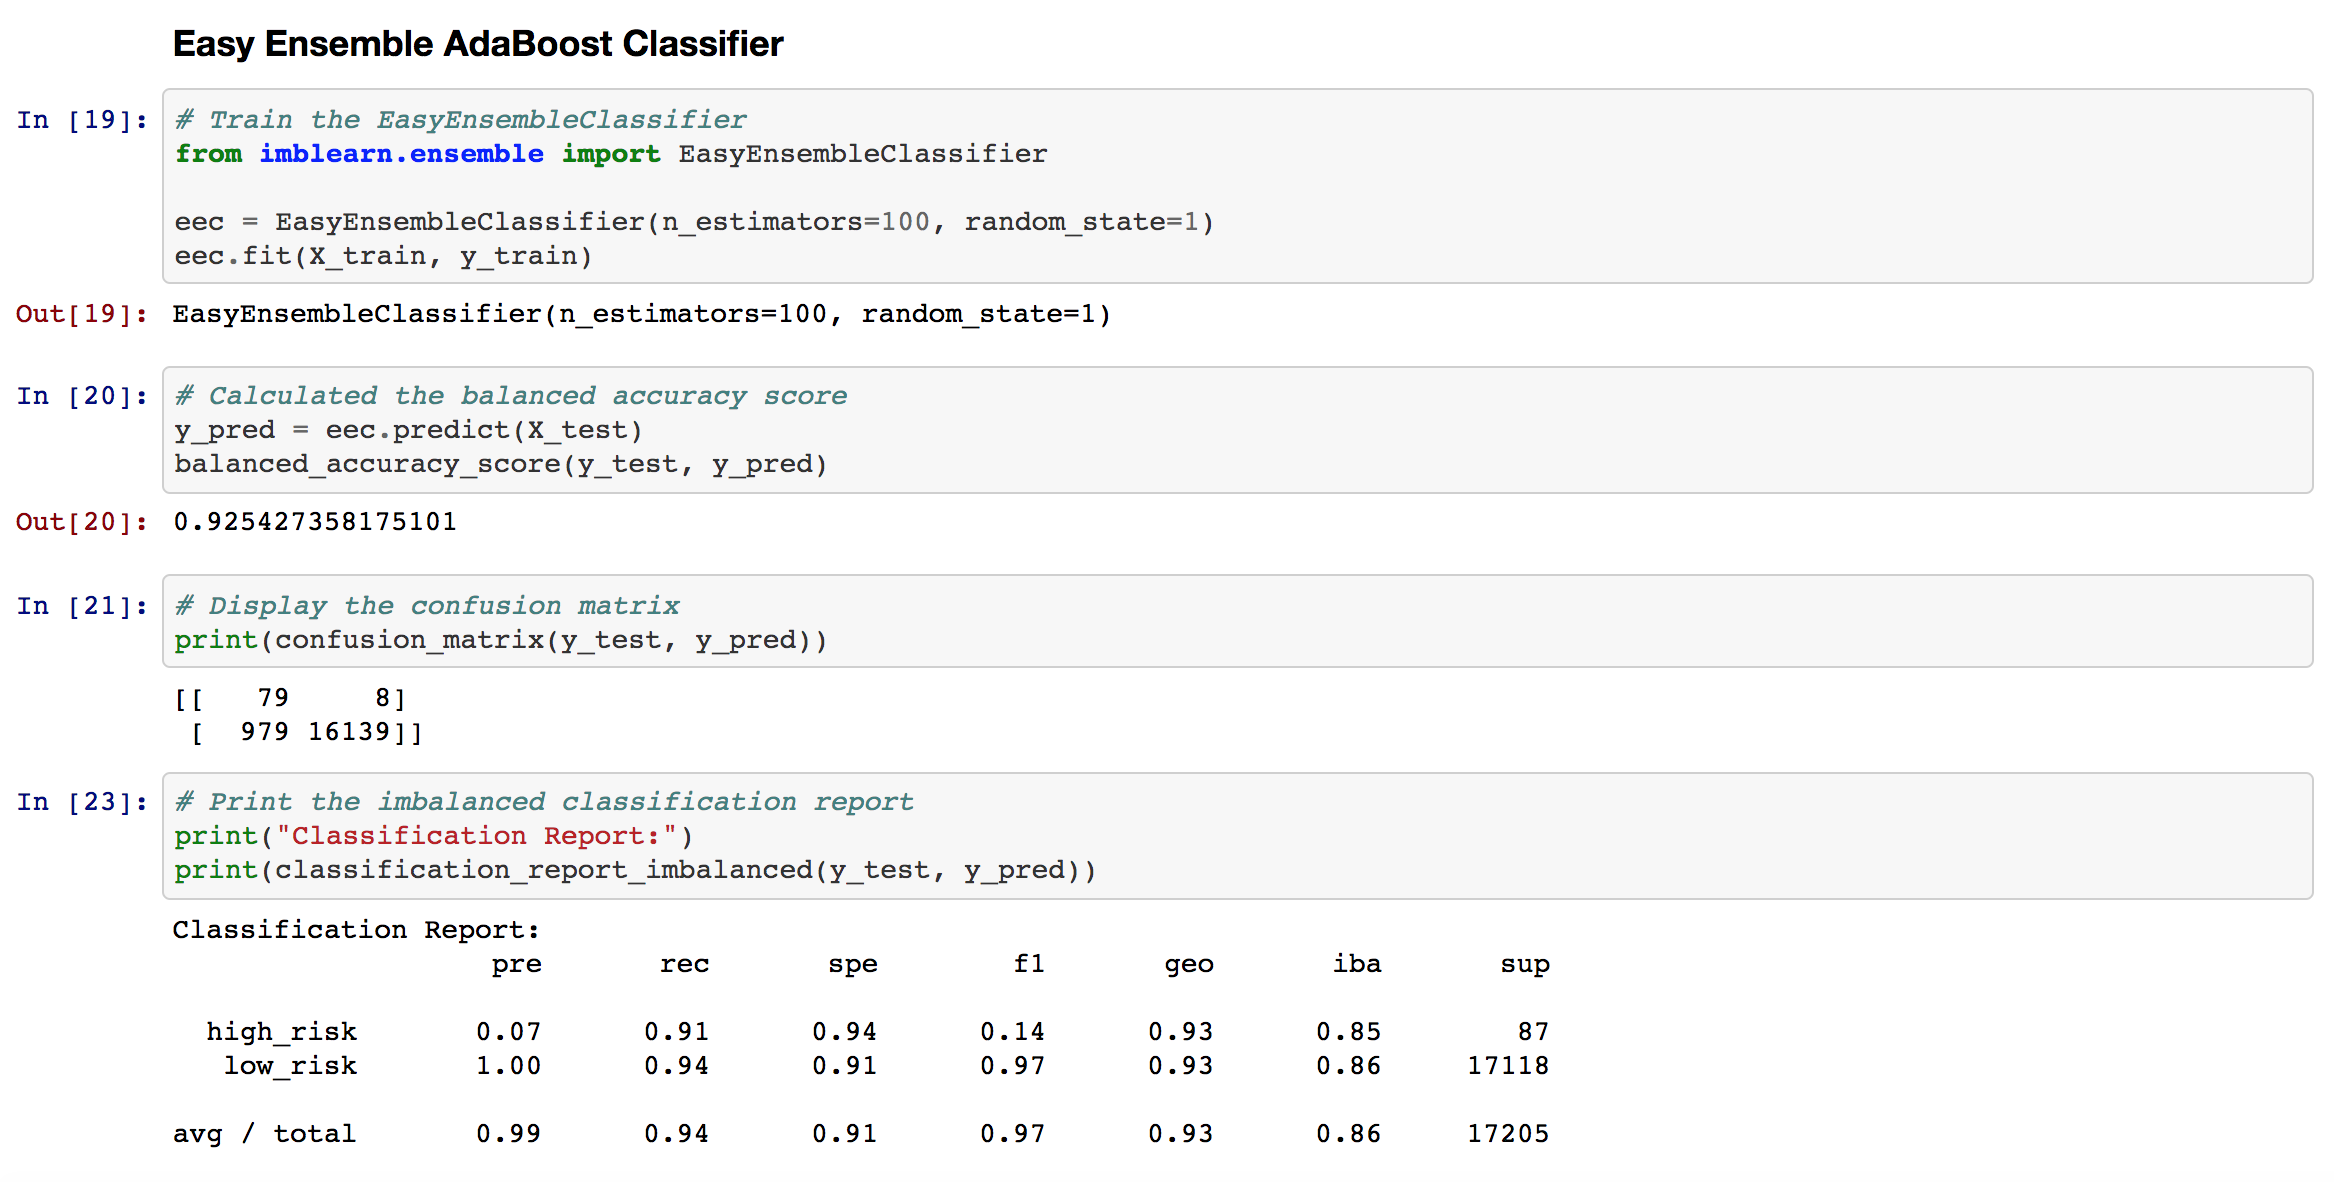 Easy Ensemble AdaBoost Classifier
In [19]: # Train the EasyEnsembleClassifier
from imblearn.ensemble import EasyEnsembleClassifier
eec = EasyEnsembleClassifier(n_estimators=100, random_state=1)
eec.fit(X_train, y_train)
Out[19]: EasyEnsembleClassifier(n_estimators=100, random_state=1)
In [20]: # Calculated the balanced accuracy score
y_pred = eec.predict(X_test)
balanced_accuracy_score(y_test, y_pred)
Out[20]: 0.925427358175101
In [21]: # Display the confusion matrix
print(confusion_matrix(y_test, y_pred))
[[   79     8]
 [  979 16139]]
In [23]: # Print the imbalanced classification report
print("Classification Report:")
print(classification_report_imbalanced(y_test, y_pred))
Classification Report:
pre rec spe f1 geo iba sup
high_risk 0.07 0.91 0.94 0.14 0.93 0.85 87
low_risk 1.00 0.94 0.91 0.97 0.93 0.86 17118
avg / total 0.99 0.94 0.91 0.97 0.93 0.86 17205